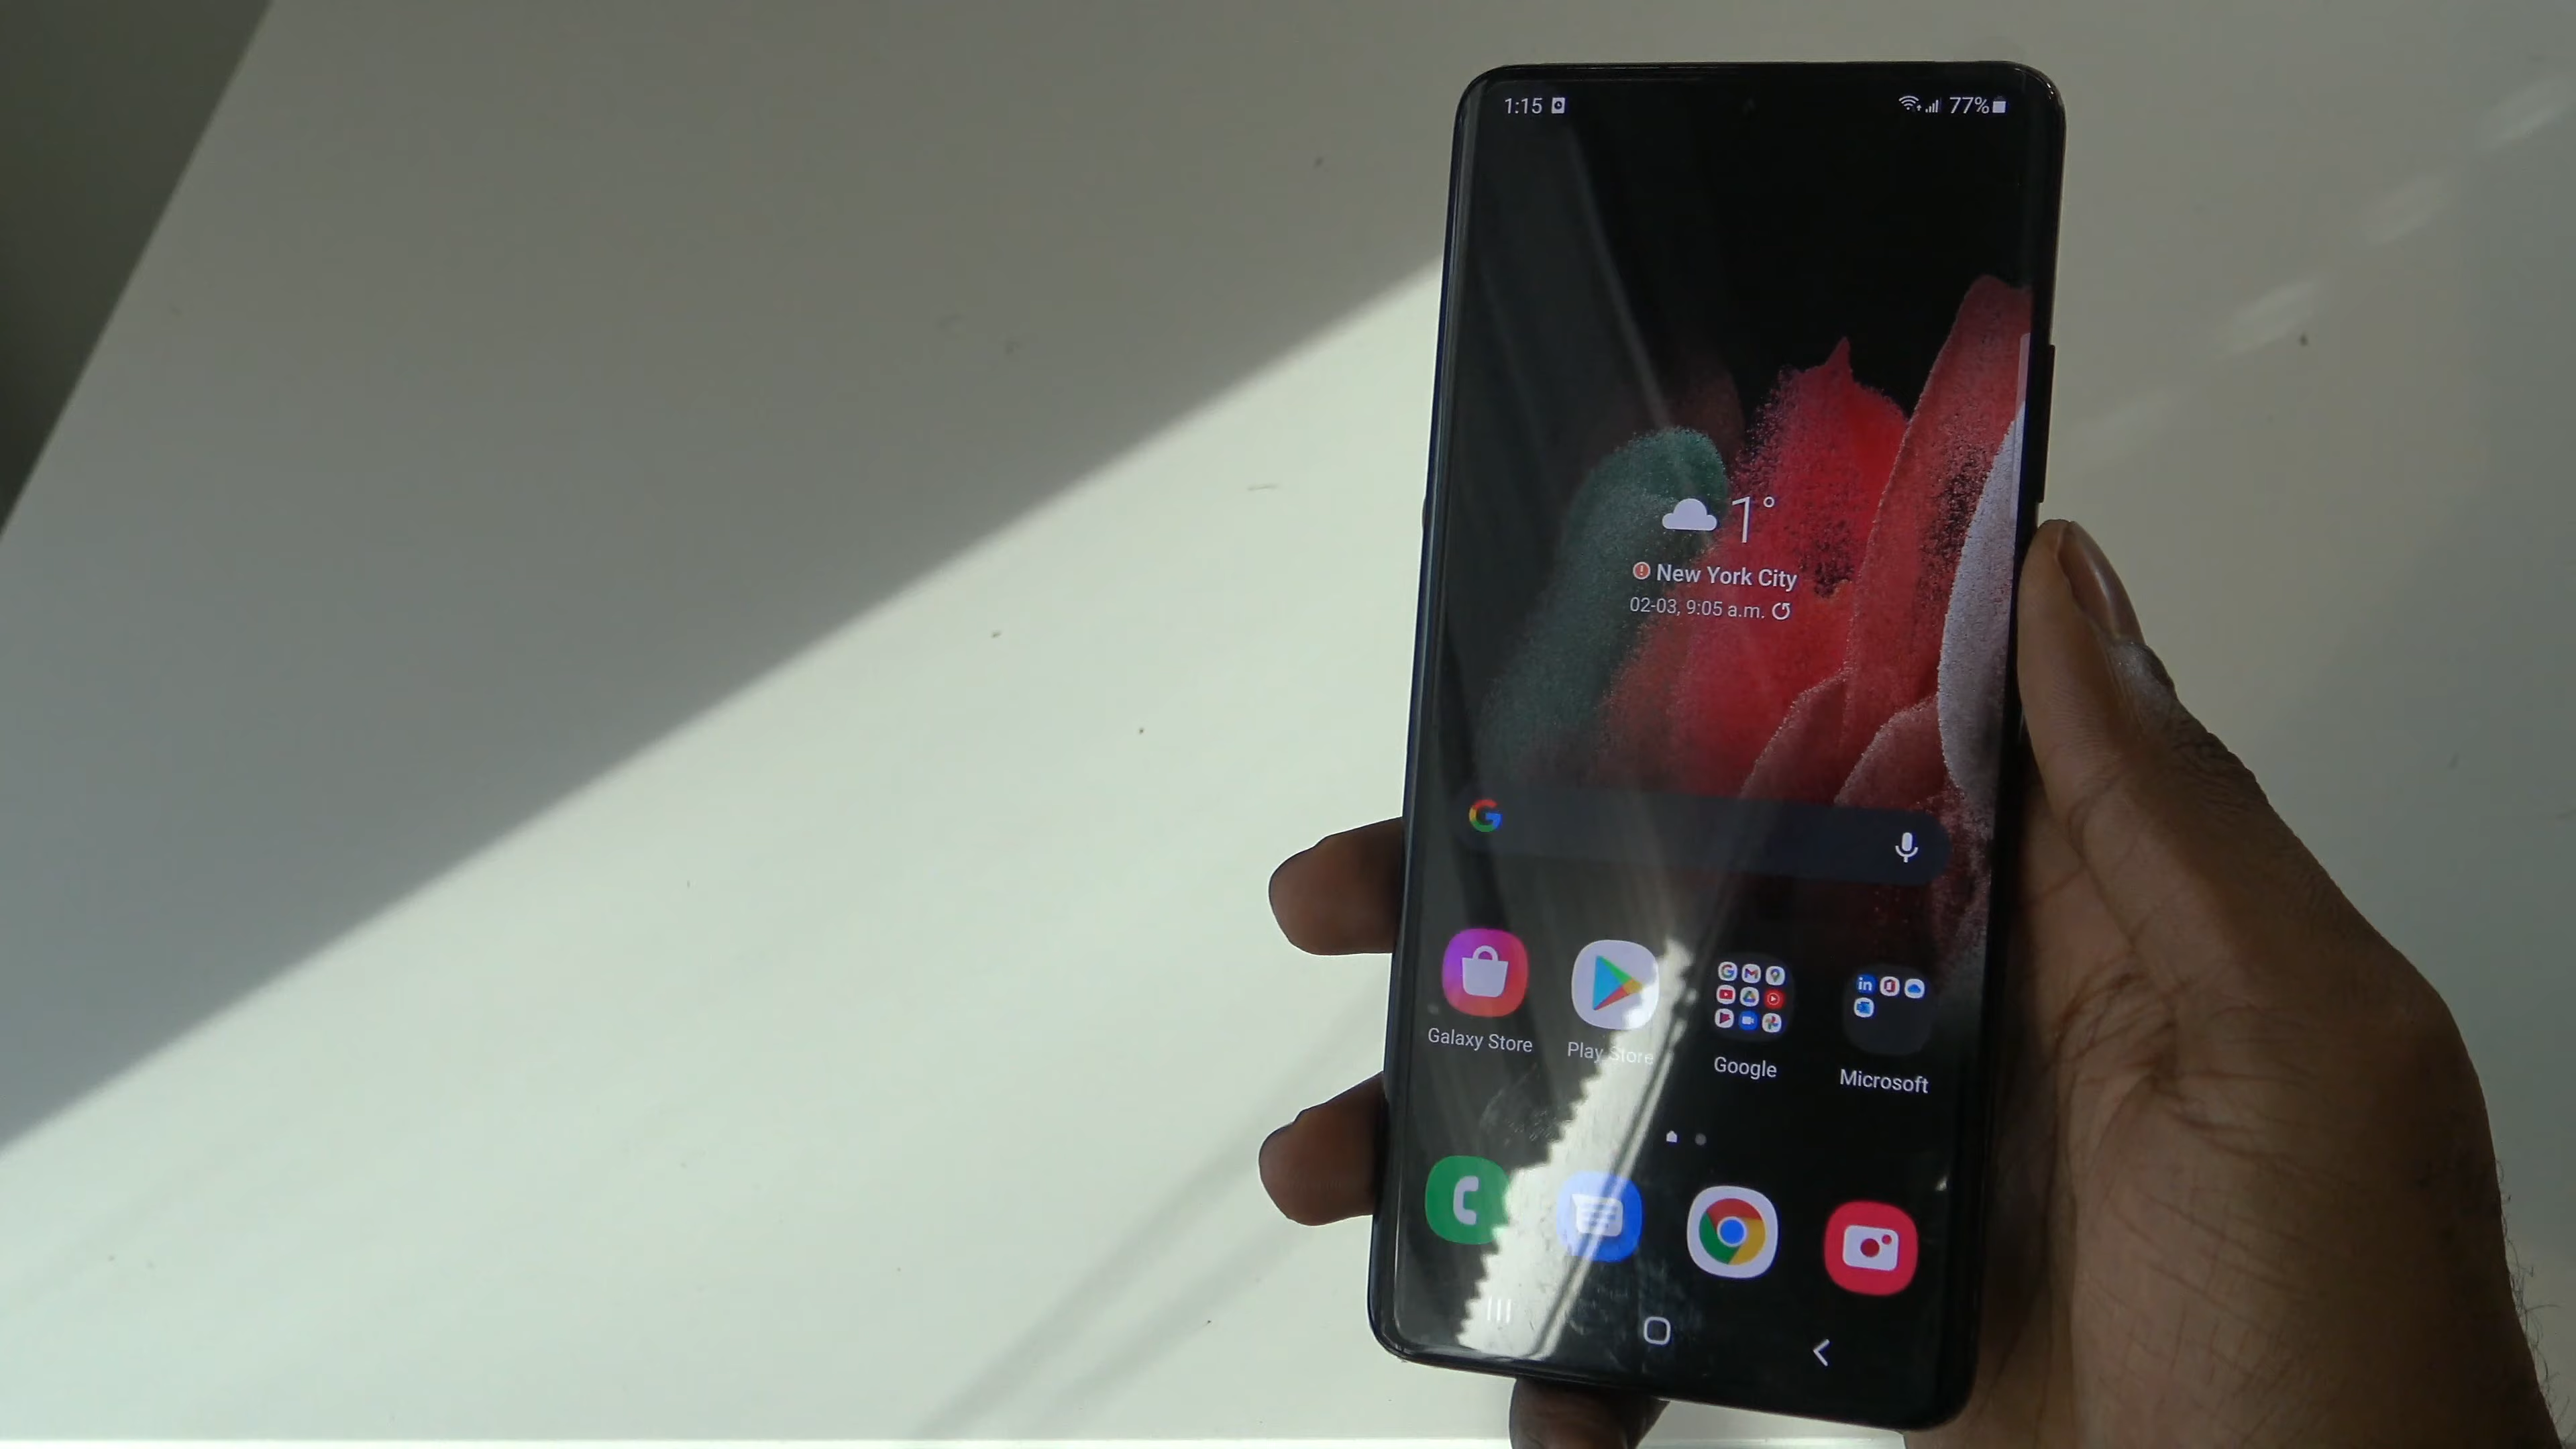 1:15
77%
1°
New York City
02-03, 9:05 a.m.
Galaxy Store
Play Store
Google
Microsoft